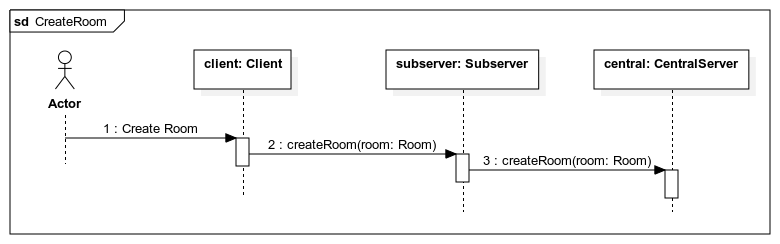 sd CreateRoom
client: Client
subserver: Subserver
central: CentralServer
Actor
1 : Create Room
2 : createRoom(room: Room)
3 : createRoom(room: Room)